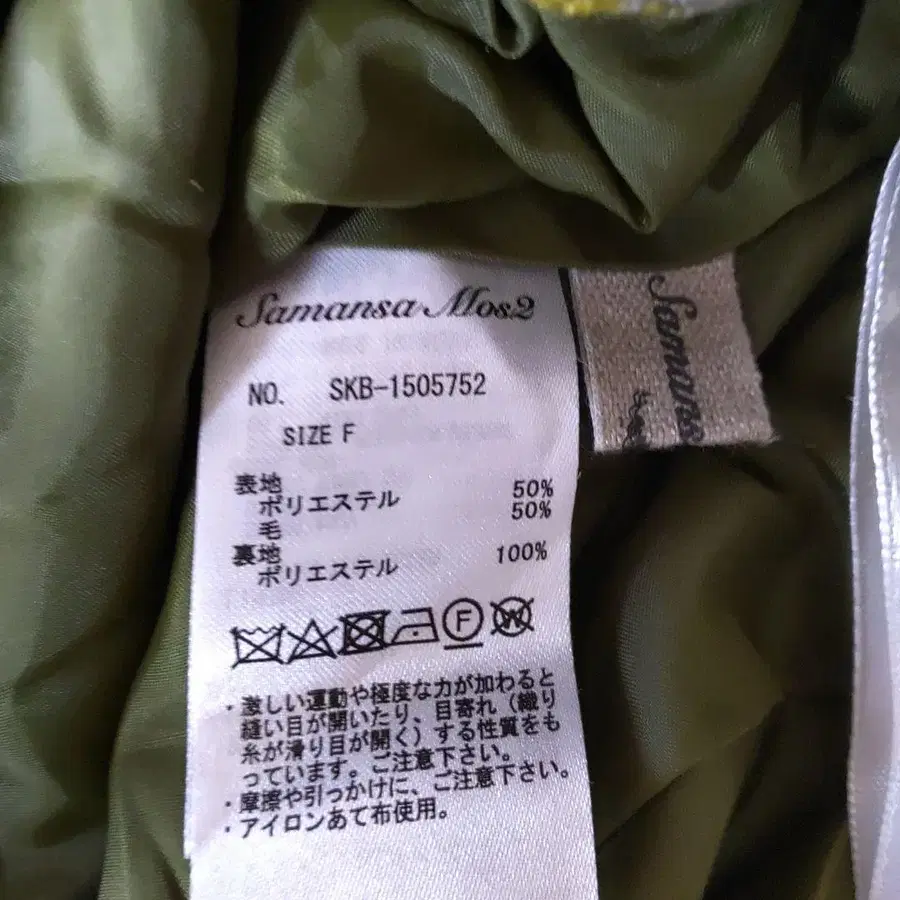 Samansa Mos2
NO. SKB-1505752
SIZE F
表地
ポリエステル 50%
毛 50%
裏地
ポリエステル 100%
F
W
・激しい運動や極度な力が加わると
縫い目が開いたり、目寄れ（織り
糸が滑り目が開く）する性質をも
っています。ご注意下さい。
・摩擦や引っかけに、ご注意下さい。
・アイロンあて布使用。
Samans